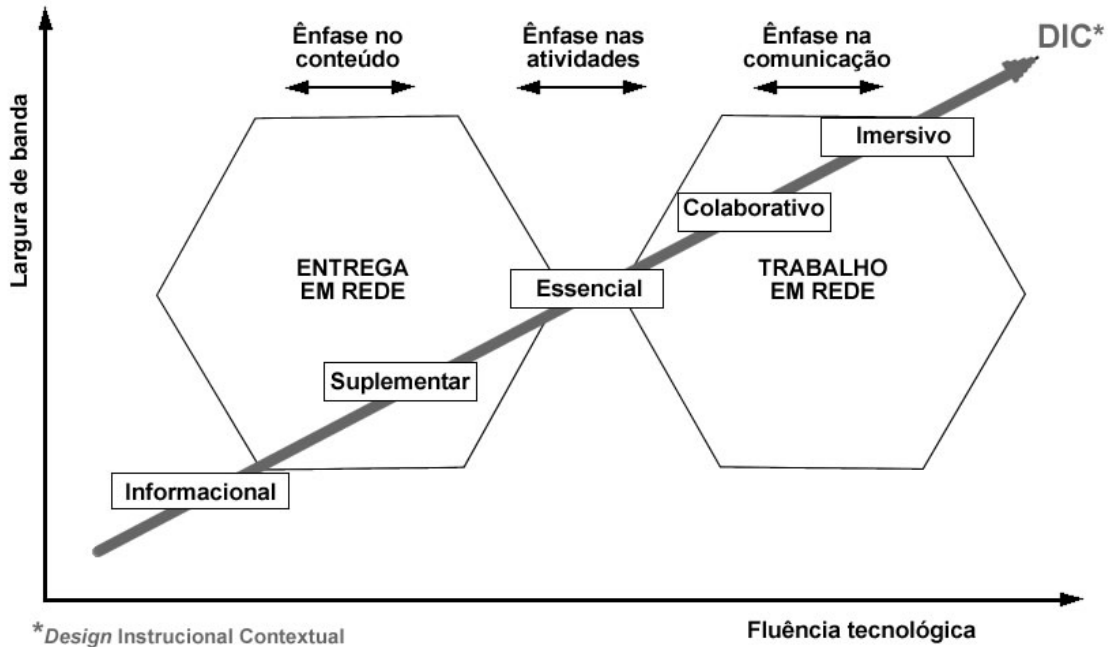 Ênfase no
conteúdo
Ênfase nas
atividades
Ênfase na
comunicação
DIC*
Largura de banda
Imersivo
Colaborativo
ENTREGA
EM REDE
Essencial
TRABALHO
EM REDE
Suplementar
Informacional
*Design Instrucional Contextual
Fluência tecnológica